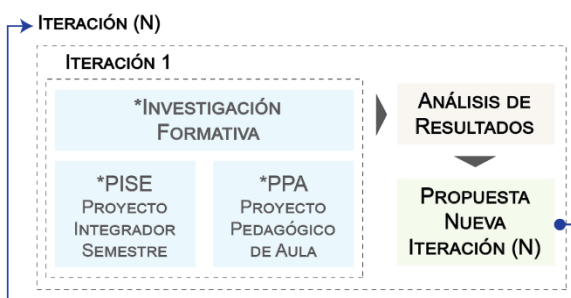 ITERACIÓN (N)
ITERACIÓN 1
*INVESTIGACIÓN
FORMATIVA
*PISE
PROYECTO
INTEGRADOR
SEMESTRE
*PPA
PROYECTO
PEDAGÓGICO
DE AULA
ANÁLISIS DE
RESULTADOS
PROPUESTA
NUEVA
ITERACIÓN (N)